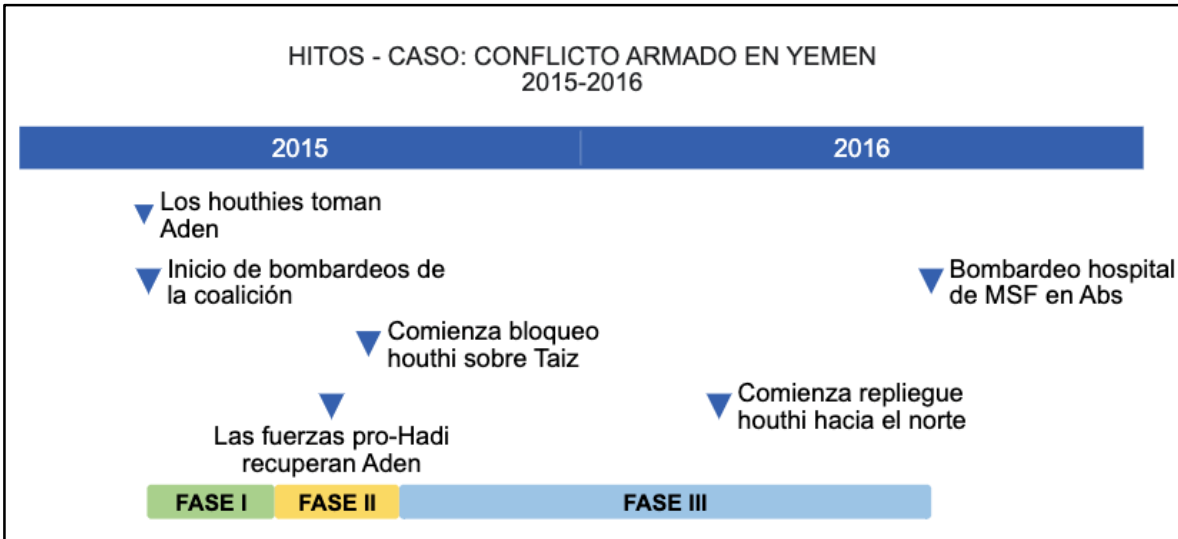 HITOS - CASO: CONFLICTO ARMADO EN YEMEN
2015-2016
2015
2016
Los houthies toman
Aden
Inicio de bombardeos de
la coalición
Bombardeo hospital
de MSF en Abs
Comienza bloqueo
houthi sobre Taiz
Comienza repliegue
houthi hacia el norte
Las fuerzas pro-Hadi
recuperan Aden
FASE I
FASE II
FASE III